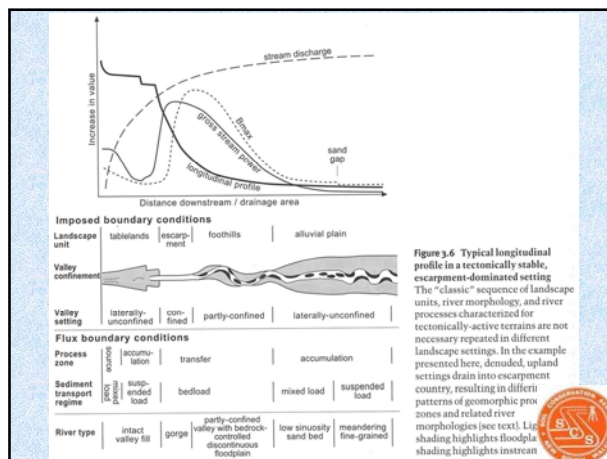 stream discharge
Increase in value
Bmax
gross stream power
longitudinal profile
sand
gap
Distance downstream / drainage area
Imposed boundary conditions
Landscape
unit
tablelands
escarp-
ment
foothills
alluvial plain
Valley
confinement
Valley
setting
laterally-
unconfined
con-
fined
partly-confined
laterally-unconfined
Flux boundary conditions
Process
zone
source
accumu-
lation
transfer
accumulation
Sediment
transport
regime
mixed
load
susp-
ended
load
bedload
mixed load
suspended
load
River type
intact
valley fill
gorge
partly-confined
valley with bedrock-
controlled
discontinuous
floodplain
low sinuosity
sand bed
meandering
fine-grained
Figure 3.6 Typical longitudinal
profile in a tectonically stable,
escarpment-dominated setting
The "classic" sequence of landscape
units, river morphology, and river
processes characterized for
tectonically-active terrains are not
necessary repeated in different
landscape settings. In the example
presented here, denuded, upland
settings drain into escarpment
country, resulting in
patterns of geomorphic
zones and related river
morphologies (see text).
shading highlights
shading highlights
SCS